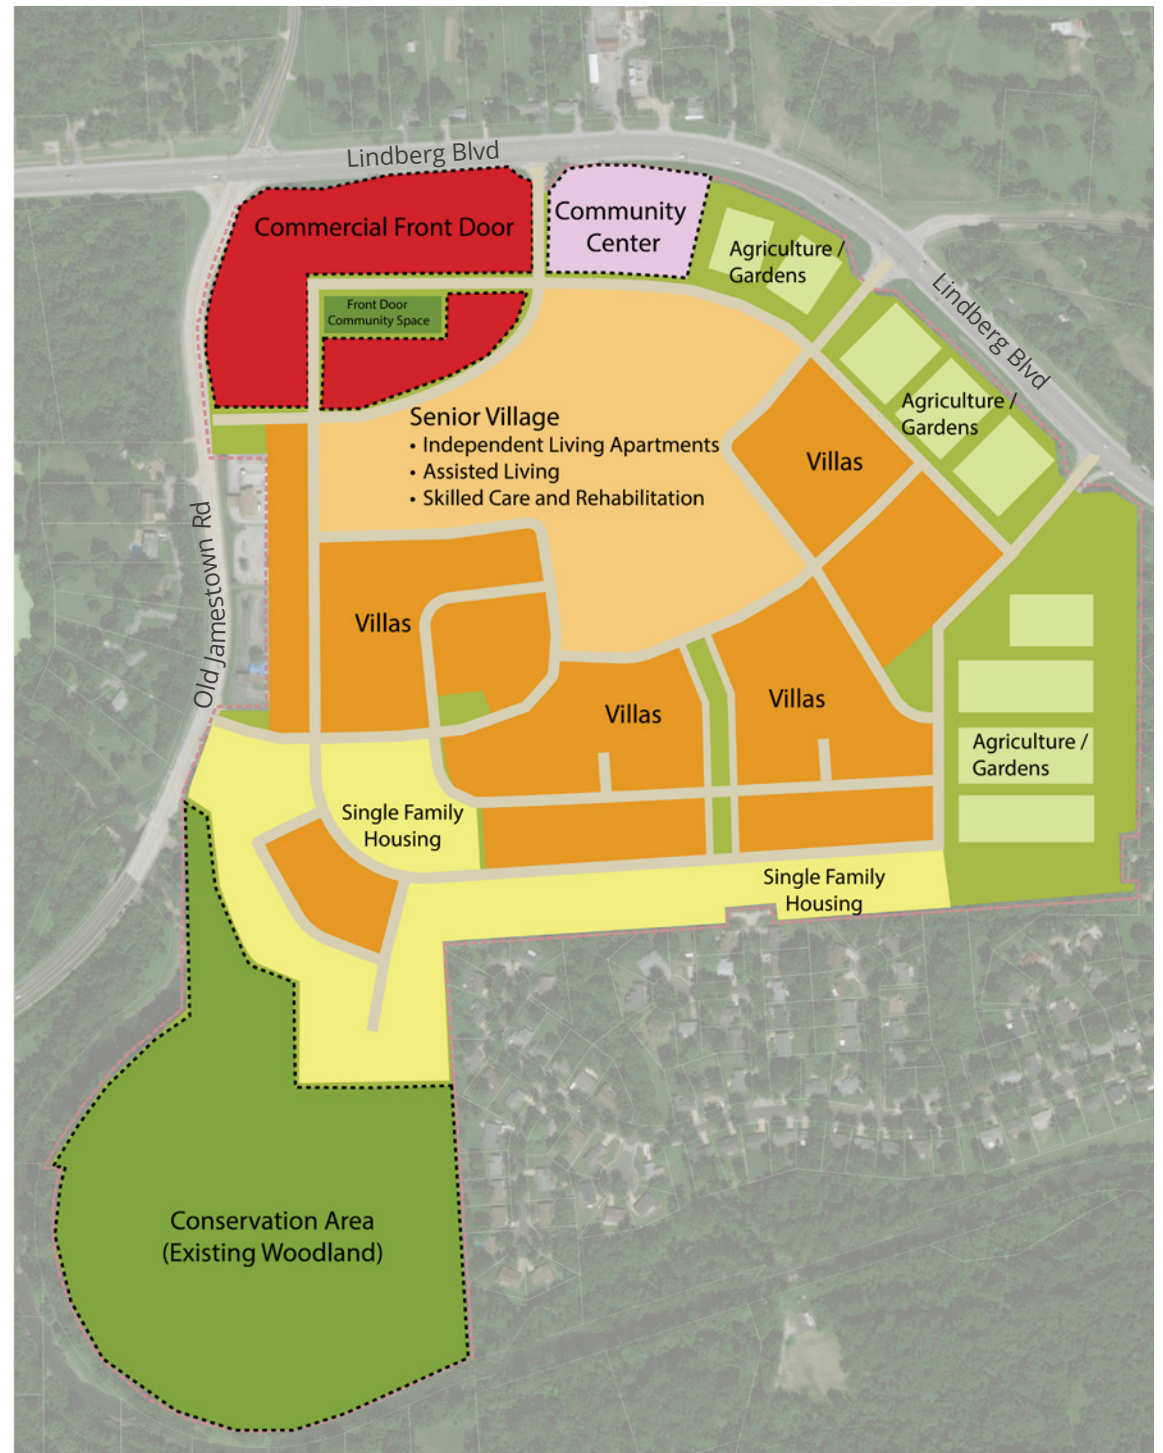 Lindberg Blvd
Commercial Front Door
Community
Center
Agriculture /
Gardens
Front Door
Community Space
Lindberg Blvd
Agriculture /
Gardens
Senior Village
• Independent Living Apartments
• Assisted Living
• Skilled Care and Rehabilitation
Villas
Old Jamestown Rd
Villas
Villas
Villas
Agriculture /
Gardens
Single Family
Housing
Single Family
Housing
Conservation Area
(Existing Woodland)